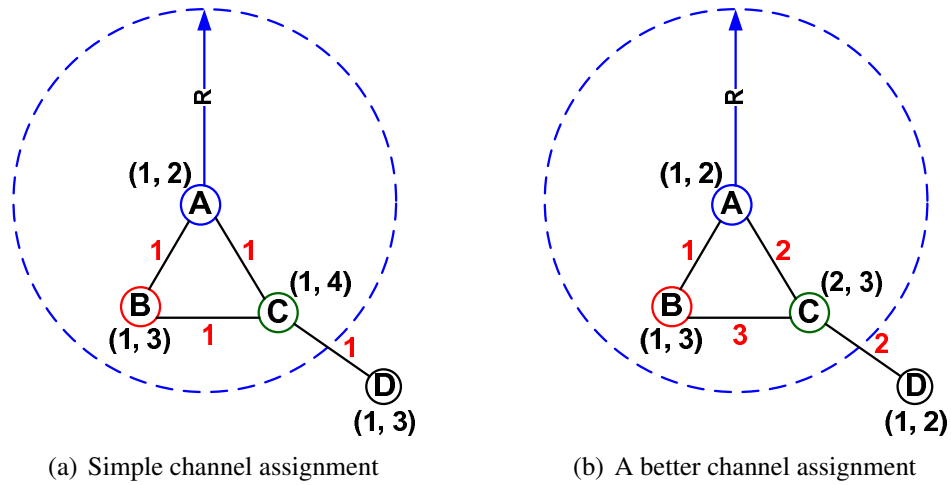 R
(1, 2)
A
1
1
(1, 4)
B
C
(1, 3)
1
1
D
(1, 3)
(a) Simple channel assignment
R
(1, 2)
A
1
2
(2, 3)
B
C
(1, 3)
3
2
D
(1, 2)
(b) A better channel assignment